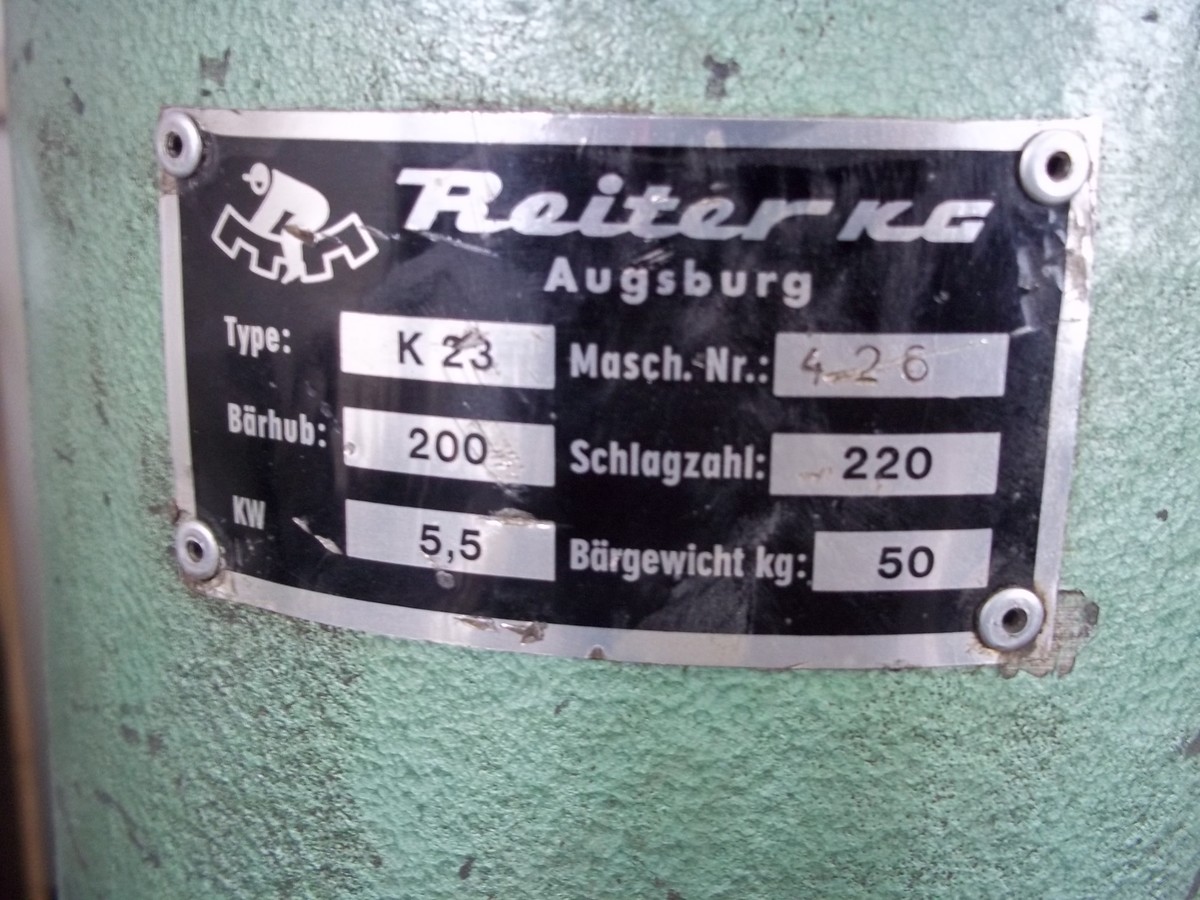 Reiter KG
Augsburg
Type: K 23 Masch.-Nr.: 426
Bärhub: 200 Schlagzahl: 220
KW 5,5 Bärgewicht kg: 50